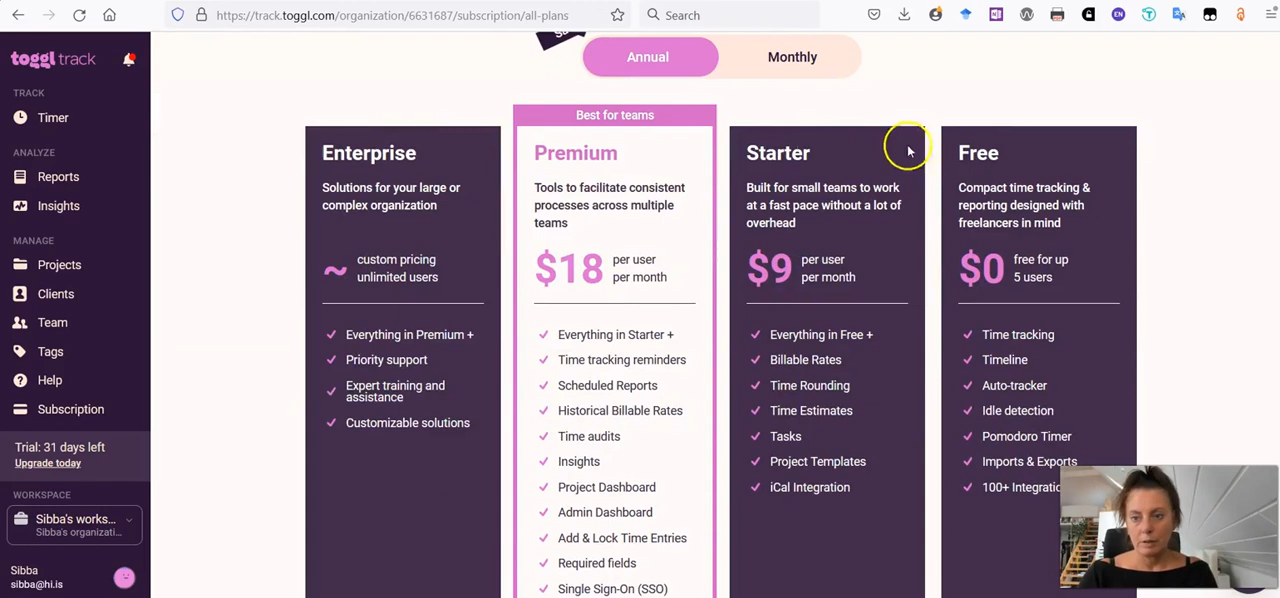 https://track.toggl.com/organization/6631687/subscription/all-plans
Search
EN
toggl track
TRACK
Timer
ANALYZE
Reports
Insights
MANAGE
Projects
Clients
Team
Tags
Help
Subscription
Trial: 31 days left
Upgrade today
WORKSPACE
Sibba's works...
Sibba's organizati...
Sibba
sibba@hi.is
Annual
Monthly
Enterprise
Solutions for your large or
complex organization
~ custom pricing
unlimited users
Everything in Premium +
Priority support
Expert training and
assistance
Customizable solutions
Best for teams
Premium
Tools to facilitate consistent
processes across multiple
teams
$18 per user
per month
Everything in Starter +
Time tracking reminders
Scheduled Reports
Historical Billable Rates
Time audits
Insights
Project Dashboard
Admin Dashboard
Add & Lock Time Entries
Required fields
Single Sign-On (SSO)
Starter
Built for small teams to work
at a fast pace without a lot of
overhead
$9 per user
per month
Everything in Free +
Billable Rates
Time Rounding
Time Estimates
Tasks
Project Templates
iCal Integration
Free
Compact time tracking &
reporting designed with
freelancers in mind
$0 free for up
5 users
Time tracking
Timeline
Auto-tracker
Idle detection
Pomodoro Timer
Imports & Exports
100+ Integratio